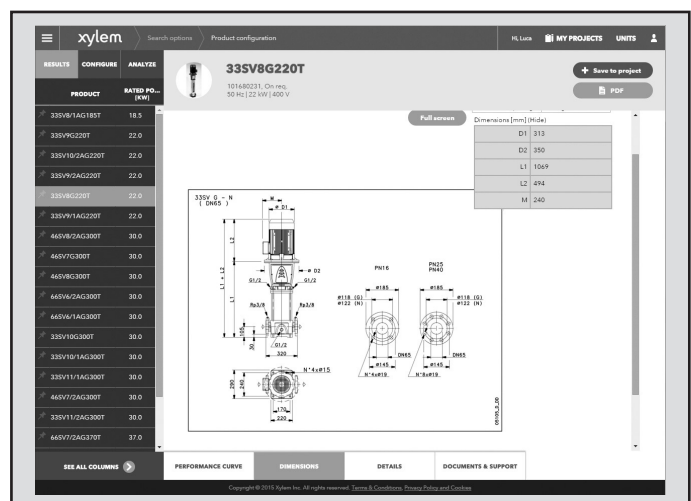 xylem
Search options
Product configuration
Hi, Luca
MY PROJECTS
UNITS
RESULTS
CONFIGURE
ANALYZE
PRODUCT
RATED PO...
[KW]
33SV8G220T
101680231, On req,
50 Hz | 22 kW | 400 V
+ Save to project
PDF
33SV8/1AG185T 18.5
33SV9G220T 22.0
33SV10/2AG220T 22.0
33SV9/2AG220T 22.0
33SV8G220T 22.0
33SV9/1AG220T 22.0
46SV8/2AG300T 30.0
46SV7G300T 30.0
46SV8G300T 30.0
66SV6/2AG300T 30.0
66SV6/1AG300T 30.0
33SV10G300T 30.0
33SV10/1AG300T 30.0
33SV11/1AG300T 30.0
46SV7/2AG300T 30.0
33SV11/2AG300T 30.0
66SV7/2AG370T 37.0
SEE ALL COLUMNS
Full screen
Dimensions [mm] (Hide)
D1 313
D2 350
L1 1069
L2 494
M 240
33SV G - N
( DN65 )
M
ø D1
L2
L1 + L2
L1
ø D2
G1/2
G1/2
Rp3/8
Rp3/8
105
30
G1/2
320
N°4xø15
290
240
170
220
PN16
ø185
ø118 (G)
ø122 (N)
DN65
ø145
N°4xø19
PN25
PN40
ø185
ø118 (G)
ø122 (N)
DN65
ø145
N°8xø19
05105_D_DD
PERFORMANCE CURVE
DIMENSIONS
DETAILS
DOCUMENTS & SUPPORT
Copyright © 2015 Xylem Inc. All rights reserved. Terms & Conditions, Privacy Policy and Cookies